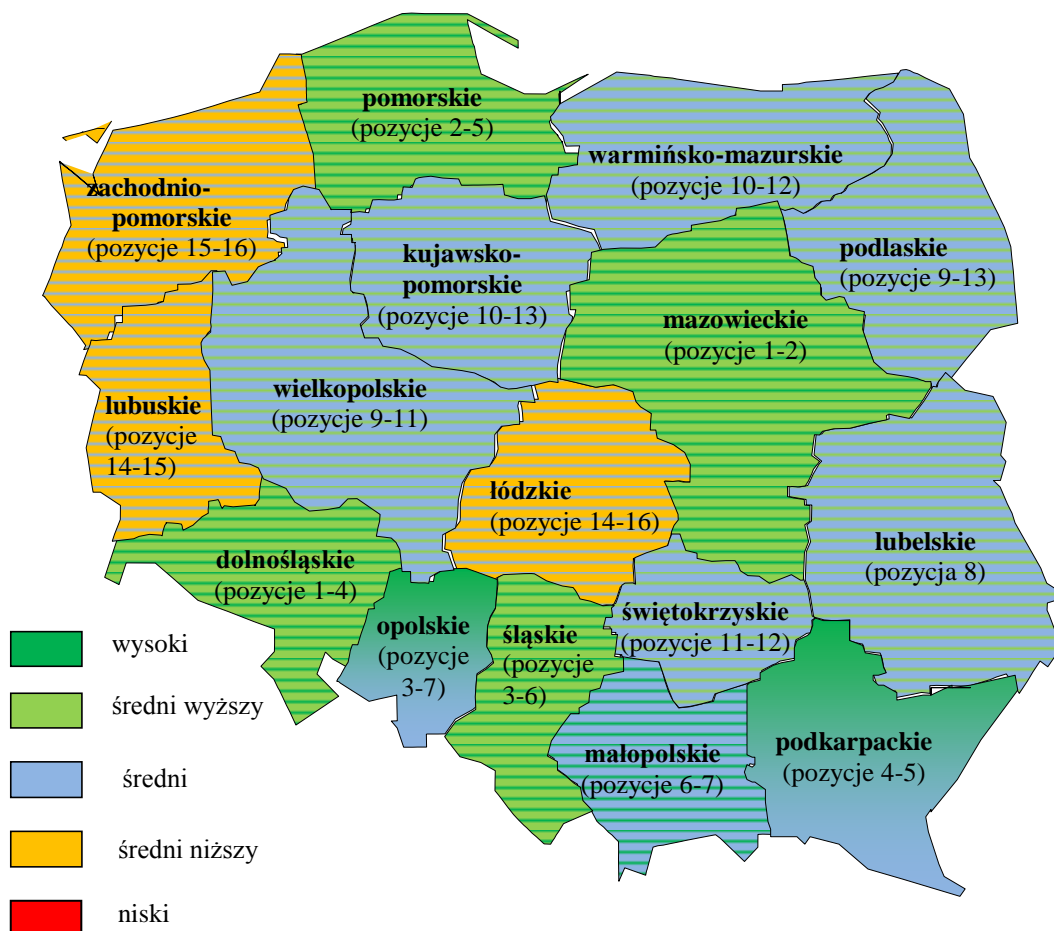 pomorskie
(pozycje 2-5)
warmińsko-mazurskie
(pozycje 10-12)
zachodnio-
pomorskie
(pozycje 15-16)
kujawsko-
pomorskie
(pozycje 10-13)
podlaskie
(pozycje 9-13)
mazowieckie
(pozycje 1-2)
lubuskie
(pozycje
14-15)
wielkopolskie
(pozycje 9-11)
łódzkie
(pozycje 14-16)
lubelskie
(pozycja 8)
dolnośląskie
(pozycje 1-4)
opolskie
(pozycje
3-7)
śląskie
(pozycje
3-6)
świętokrzyskie
(pozycje 11-12)
małopolskie
(pozycje 6-7)
podkarpackie
(pozycje 4-5)
wysoki
średni wyższy
średni
średni niższy
niski